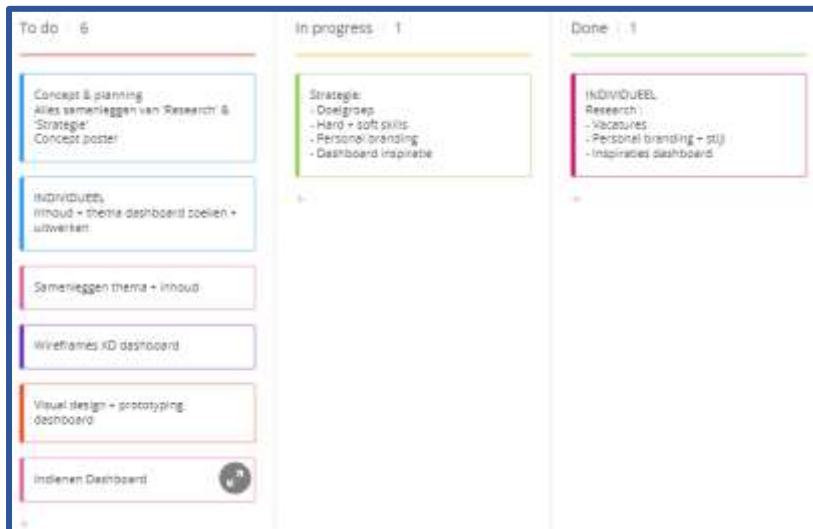 To do 6
Concept & planning
Alles samenleggen van 'Research' &
'Strategie'
Concept poster
INDIVIDUEEL
Inhoud + thema dashboard zoeken +
uitwerken
Samenleggen thema + inhoud
Wireframes XD dashboard
Visual design + prototyping
dashboard
Indienen Dashboard
+
In progress 1
Strategie:
- Doelgroep
- Hard + soft skills
- Personal branding
- Dashboard inspiratie
+
Done 1
INDIVIDUEEL
Research :
- Vacatures
- Personal branding + stijl
- Inspiraties dashboard
+